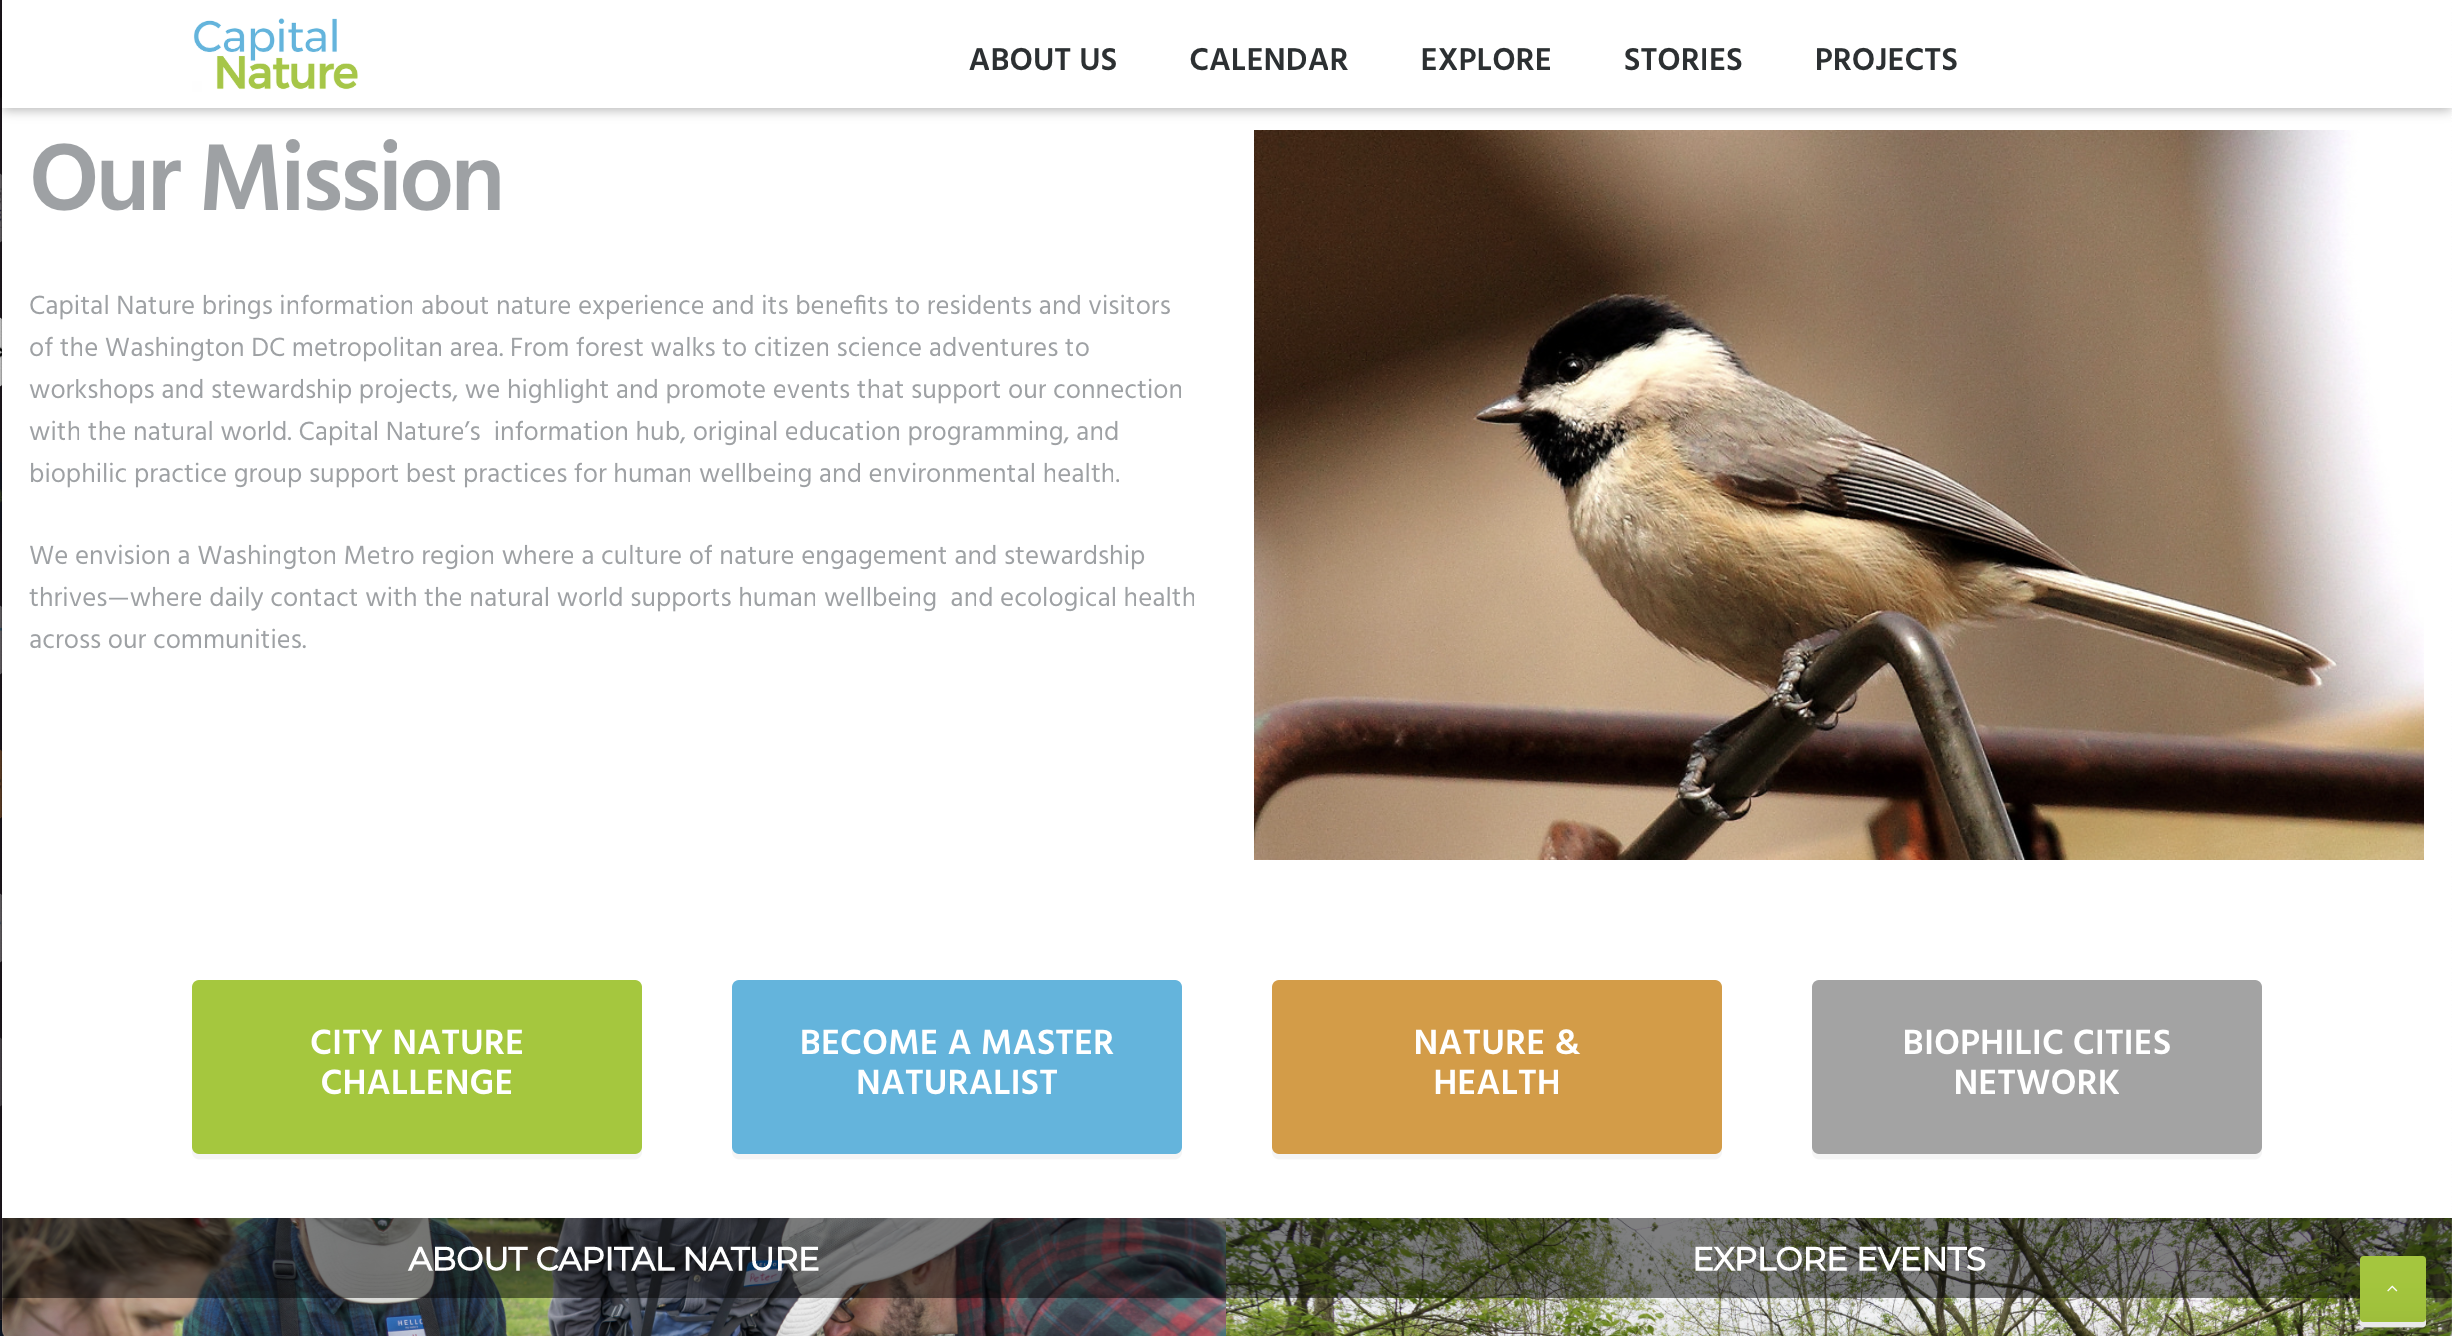 Capital
Nature
ABOUT US
CALENDAR
EXPLORE
STORIES
PROJECTS
Our Mission
Capital Nature brings information about nature experience and its benefits to residents and visitors
of the Washington DC metropolitan area. From forest walks to citizen science adventures to
workshops and stewardship projects, we highlight and promote events that support our connection
with the natural world. Capital Nature’s  information hub, original education programming, and
biophilic practice group support best practices for human wellbeing and environmental health.
We envision a Washington Metro region where a culture of nature engagement and stewardship
thrives—where daily contact with the natural world supports human wellbeing  and ecological health
across our communities.
CITY NATURE
CHALLENGE
BECOME A MASTER
NATURALIST
NATURE &
HEALTH
BIOPHILIC CITIES
NETWORK
ABOUT CAPITAL NATURE
EXPLORE EVENTS
Peter
HELLO